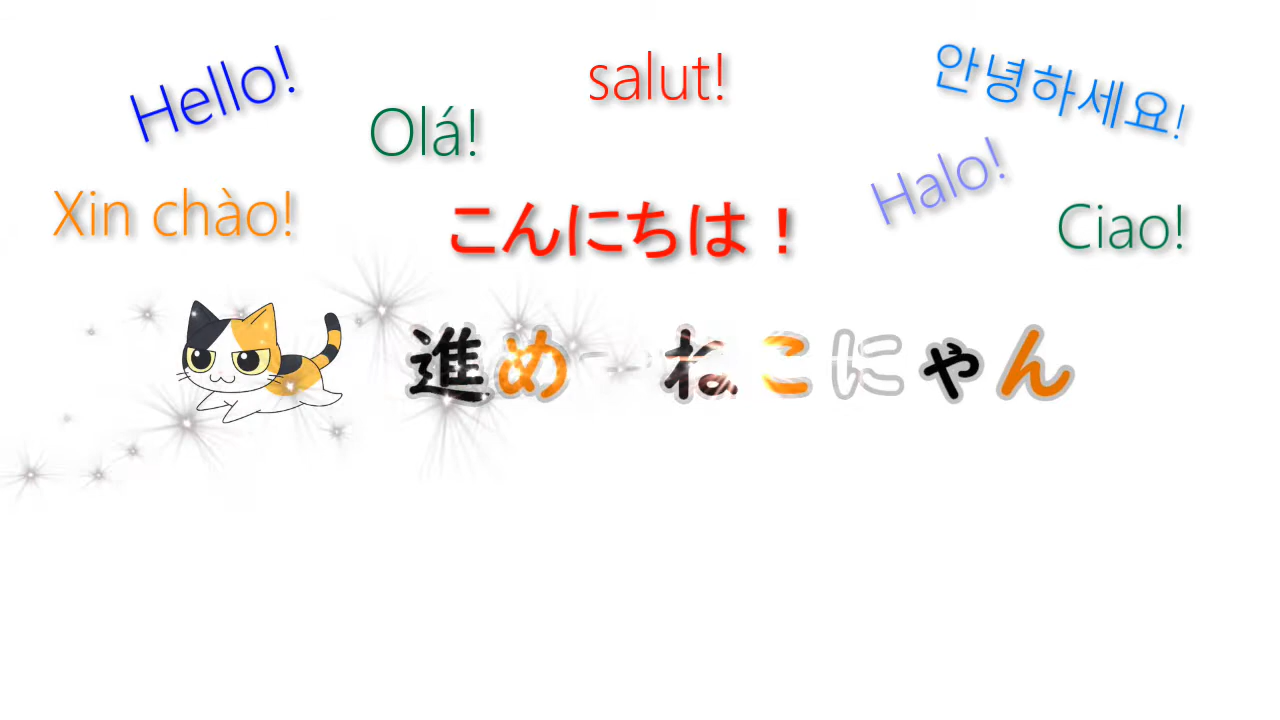 Hello!
salut!
안녕하세요!
Olá!
Halo!
Xin chào!
こんにちは！
Ciao!
進め ねこにゃん